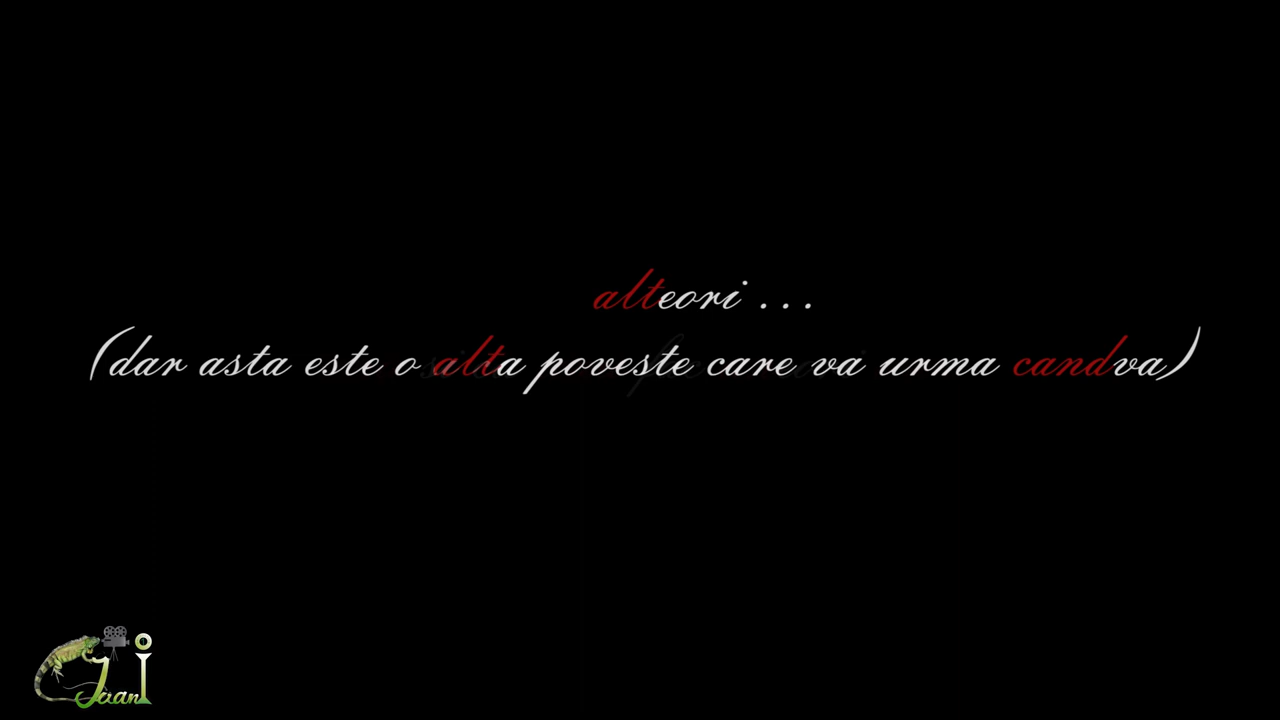 alteori ...
(dar asta este o alta poveste care va urma candva)